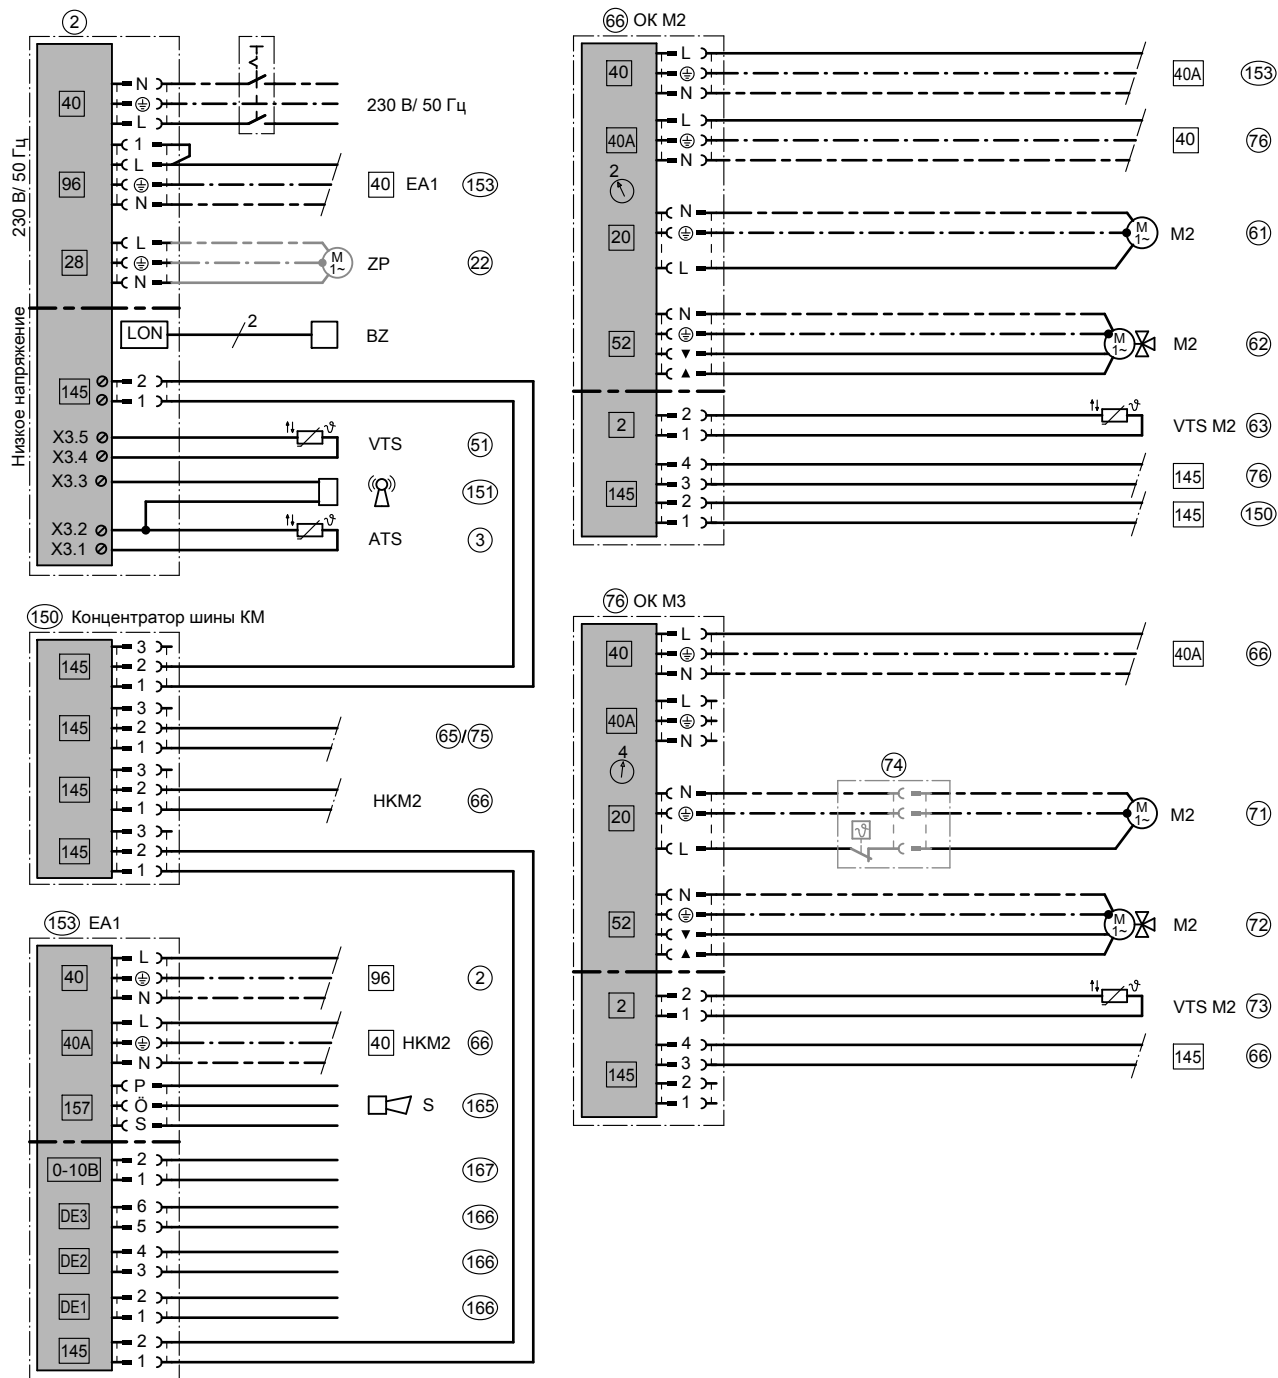 2
230 В/ 50 Гц
40
N
L
230 В/ 50 Гц
96
1
L
N
40 EA1 153
28
L
N
M
1~
ZP 22
Низкое напряжение
LON
2
BZ
145
2
1
X3.5
X3.4
ϑ
VTS 51
X3.3
151
X3.2
X3.1
ϑ
ATS 3
150 Концентратор шины КМ
145
3
2
1
145
3
2
1
65/75
145
3
2
1
HKM2 66
145
3
2
1
153 EA1
40
L
N
96 2
40A
L
N
40 HKM2 66
157
P
Ö
S
S 165
0-10В
2
1
167
DE3
6
5
166
DE2
4
3
166
DE1
2
1
166
145
2
1
66 ОК М2
40
L
N
40A 153
40A
L
N
40 76
2
20
N
L
M
1~
M2 61
52
N
▼
▲
M
1~
M2 62
2
2
1
ϑ
VTS M2 63
145
4
3
2
1
145 76
145 150
76 ОК М3
40
L
N
40A 66
40A
L
N
4
74
20
N
L
ϑ
M
1~
M2 71
52
N
▼
▲
M
1~
M2 72
2
2
1
ϑ
VTS M2 73
145
4
3
2
1
145 66